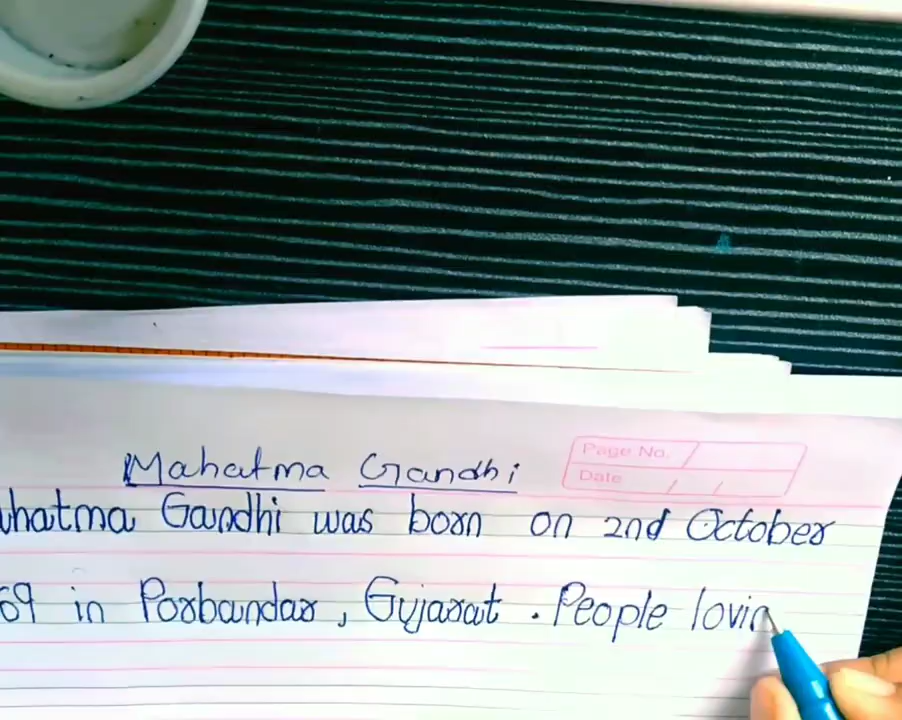 Mahatma Gandhi
Page No.
Date / /
hatma Gandhi was born on 2nd October
69 in Porbandar, Gujarat. People lovin